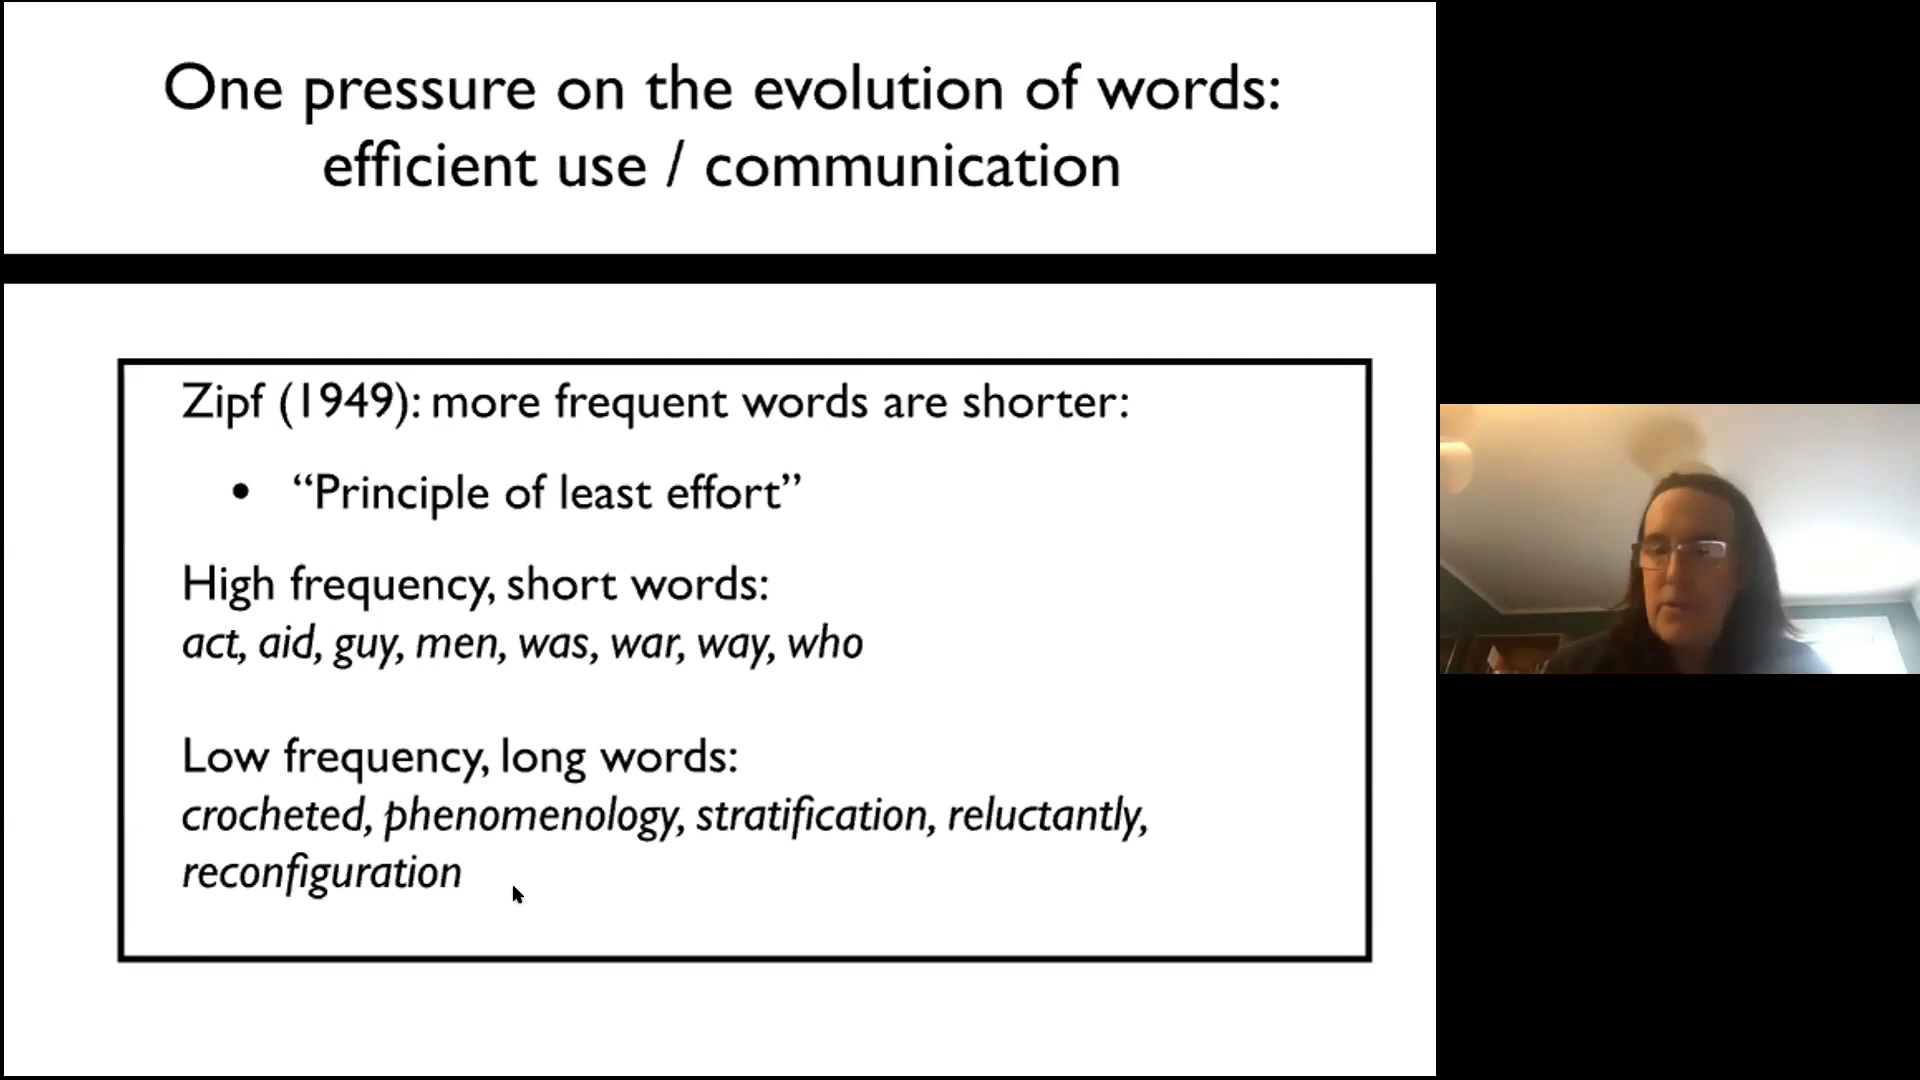 One pressure on the evolution of words:
efficient use / communication
Zipf (1949): more frequent words are shorter:
• “Principle of least effort”
High frequency, short words:
act, aid, guy, men, was, war, way, who
Low frequency, long words:
crocheted, phenomenology, stratification, reluctantly,
reconfiguration